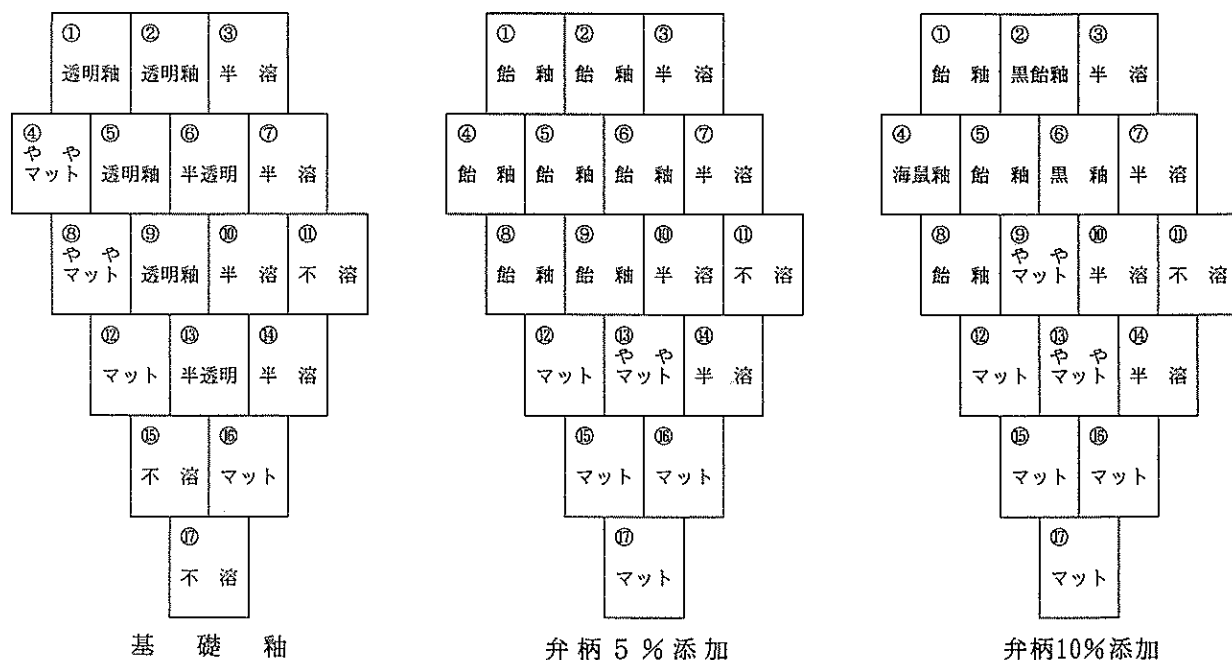 ① ② ③
透明釉 透明釉 半溶
④ ⑤ ⑥ ⑦
やや
マット 透明釉 半透明 半溶
⑧ ⑨ ⑩ ⑪
やや
マット 透明釉 半溶 不溶
⑫ ⑬ ⑭
マット 半透明 半溶
⑮ ⑯
不溶 マット
⑰
不溶
基礎釉
① ② ③
飴釉 飴釉 半溶
④ ⑤ ⑥ ⑦
飴釉 飴釉 飴釉 半溶
⑧ ⑨ ⑩ ⑪
飴釉 飴釉 半溶 不溶
⑫ ⑬ ⑭
やや
マット マット 半溶
⑮ ⑯
マット マット
⑰
マット
弁柄5%添加
① ② ③
飴釉 黒飴釉 半溶
④ ⑤ ⑥ ⑦
海鼠釉 飴釉 黒釉 半溶
⑧ ⑨ ⑩ ⑪
やや
飴釉 マット 半溶 不溶
⑫ ⑬ ⑭
やや
マット マット 半溶
⑮ ⑯
マット マット
⑰
マット
弁柄10%添加